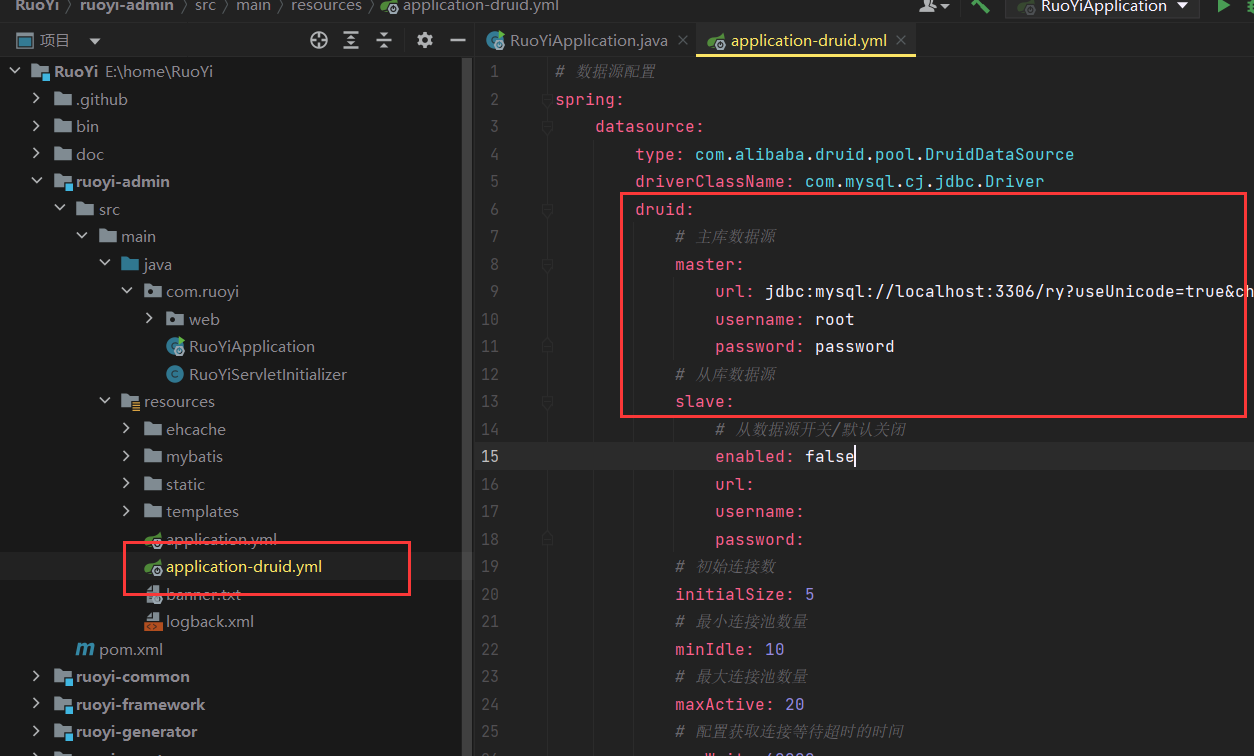 RuoYi > ruoyi-admin > src > main > resources > application-druid.yml
RuoYiApplication
项目
RuoYiApplication.java
application-druid.yml
RuoYi E:\home\RuoYi
.github
bin
doc
ruoyi-admin
src
main
java
com.ruoyi
web
RuoYiApplication
RuoYiServletInitializer
resources
ehcache
mybatis
static
templates
application.yml
application-druid.yml
banner.txt
logback.xml
pom.xml
ruoyi-common
ruoyi-framework
ruoyi-generator
1 # 数据源配置
2 spring:
3 datasource:
4 type: com.alibaba.druid.pool.DruidDataSource
5 driverClassName: com.mysql.cj.jdbc.Driver
6 druid:
7 # 主库数据源
8 master:
9 url: jdbc:mysql://localhost:3306/ry?useUnicode=true&ch
10 username: root
11 password: password
12 # 从库数据源
13 slave:
14 # 从数据源开关/默认关闭
15 enabled: false
16 url:
17 username:
18 password:
19 # 初始连接数
20 initialSize: 5
21 # 最小连接池数量
22 minIdle: 10
23 # 最大连接池数量
24 maxActive: 20
25 # 配置获取连接等待超时的时间